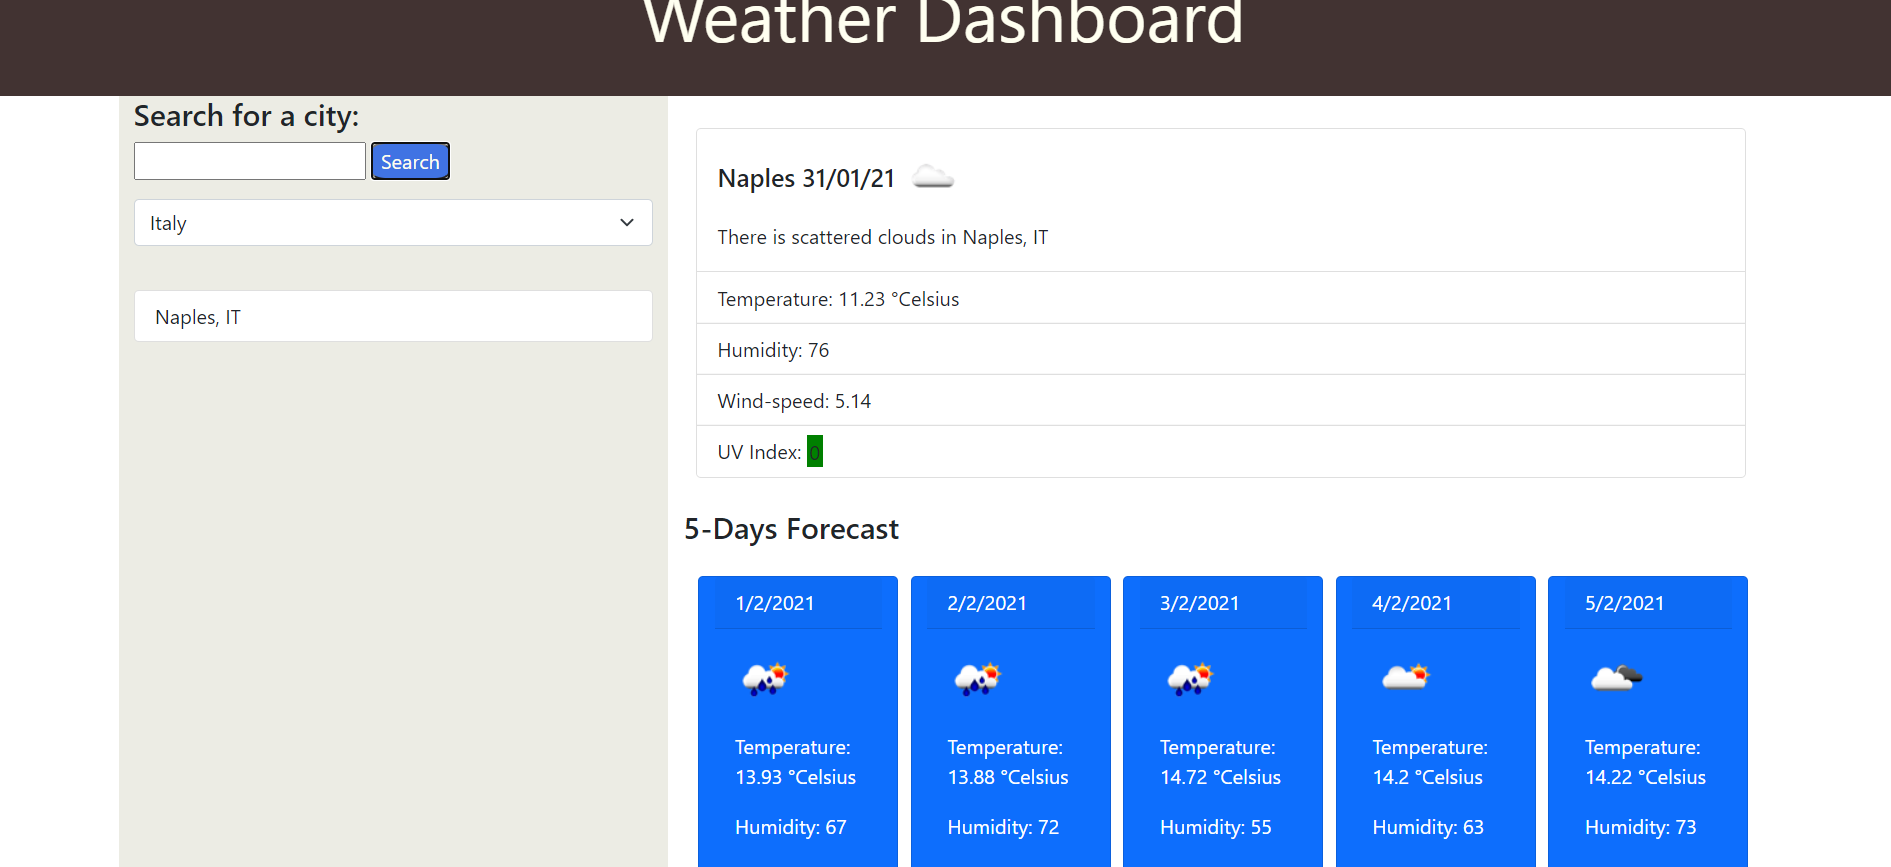 Weather Dashboard
Search for a city:
Search
Italy
Naples, IT
Naples 31/01/21
There is scattered clouds in Naples, IT
Temperature: 11.23 °Celsius
Humidity: 76
Wind-speed: 5.14
UV Index: 0
5-Days Forecast
1/2/2021
Temperature:
13.93 °Celsius
Humidity: 67
2/2/2021
Temperature:
13.88 °Celsius
Humidity: 72
3/2/2021
Temperature:
14.72 °Celsius
Humidity: 55
4/2/2021
Temperature:
14.2 °Celsius
Humidity: 63
5/2/2021
Temperature:
14.22 °Celsius
Humidity: 73